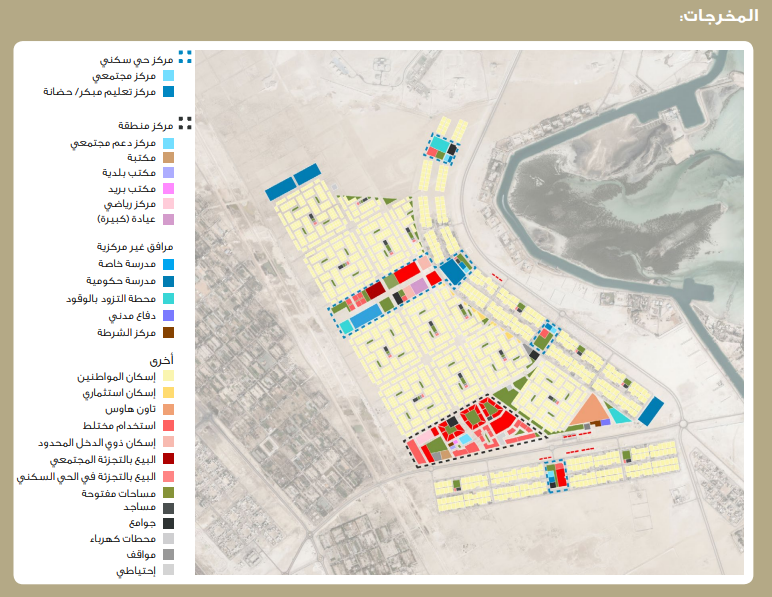 المخرجات:
مركز حي سكني
مركز مجتمعي
مركز تعليم مبكر/ حضانة
مركز منطقة
مركز دعم مجتمعي
مكتبة
مكتب بلدية
مكتب بريد
مركز رياضي
عيادة (كبيرة)
مرافق غير مركزية
مدرسة خاصة
مدرسة حكومية
محطة التزود بالوقود
دفاع مدني
مركز الشرطة
أخرى
إسكان المواطنين
إسكان استثماري
تاون هاوس
استخدام مختلط
إسكان ذوي الدخل المحدود
البيع بالتجزئة المجتمعي
البيع بالتجزئة في الحي السكني
مساحات مفتوحة
مساجد
جوامع
محطات كهرباء
مواقف
إحتياطي